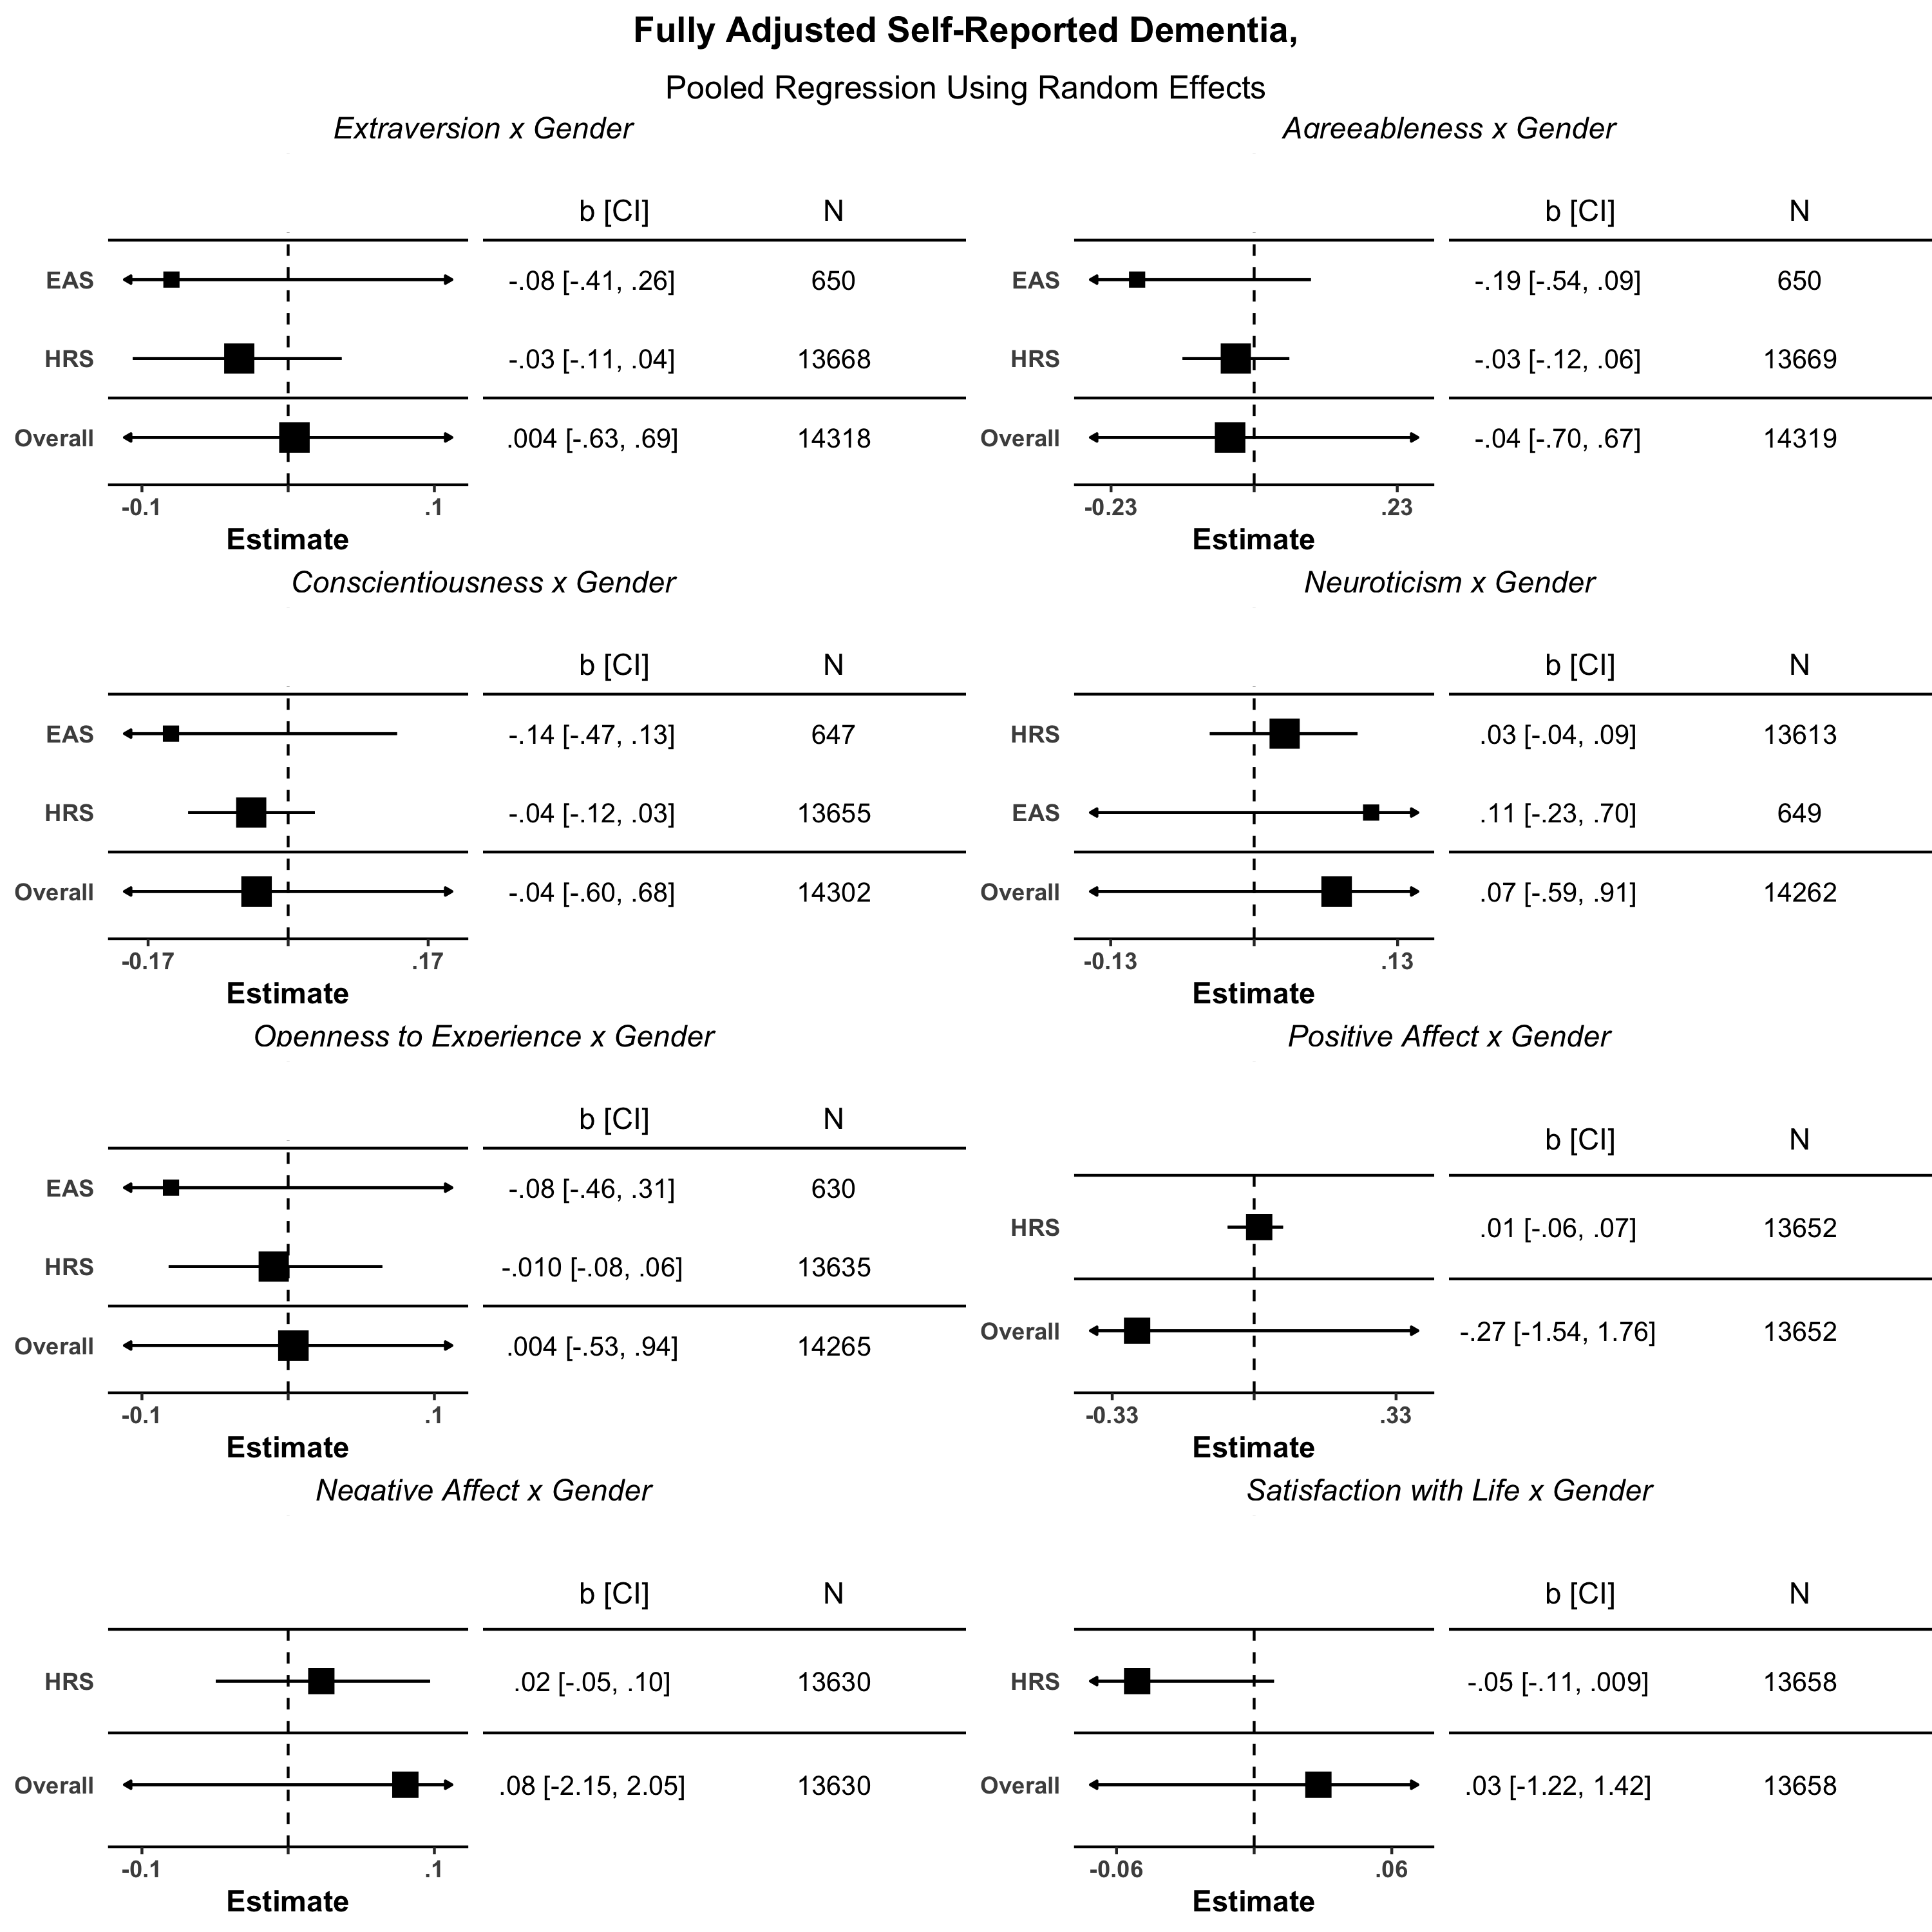 Fully Adjusted Self-Reported Dementia,
Pooled Regression Using Random Effects
Extraversion x Gender
b [CI] N
EAS -.08 [-.41, .26] 650
HRS -.03 [-.11, .04] 13668
Overall .004 [-.63, .69] 14318
-0.1 .1
Estimate
Agreeableness x Gender
b [CI] N
EAS -.19 [-.54, .09] 650
HRS -.03 [-.12, .06] 13669
Overall -.04 [-.70, .67] 14319
-0.23 .23
Estimate
Conscientiousness x Gender
b [CI] N
EAS -.14 [-.47, .13] 647
HRS -.04 [-.12, .03] 13655
Overall -.04 [-.60, .68] 14302
-0.17 .17
Estimate
Neuroticism x Gender
b [CI] N
HRS .03 [-.04, .09] 13613
EAS .11 [-.23, .70] 649
Overall .07 [-.59, .91] 14262
-0.13 .13
Estimate
Openness to Experience x Gender
b [CI] N
EAS -.08 [-.46, .31] 630
HRS -.010 [-.08, .06] 13635
Overall .004 [-.53, .94] 14265
-0.1 .1
Estimate
Positive Affect x Gender
b [CI] N
HRS .01 [-.06, .07] 13652
Overall -.27 [-1.54, 1.76] 13652
-0.33 .33
Estimate
Negative Affect x Gender
b [CI] N
HRS .02 [-.05, .10] 13630
Overall .08 [-2.15, 2.05] 13630
-0.1 .1
Estimate
Satisfaction with Life x Gender
b [CI] N
HRS -.05 [-.11, .009] 13658
Overall .03 [-1.22, 1.42] 13658
-0.06 .06
Estimate